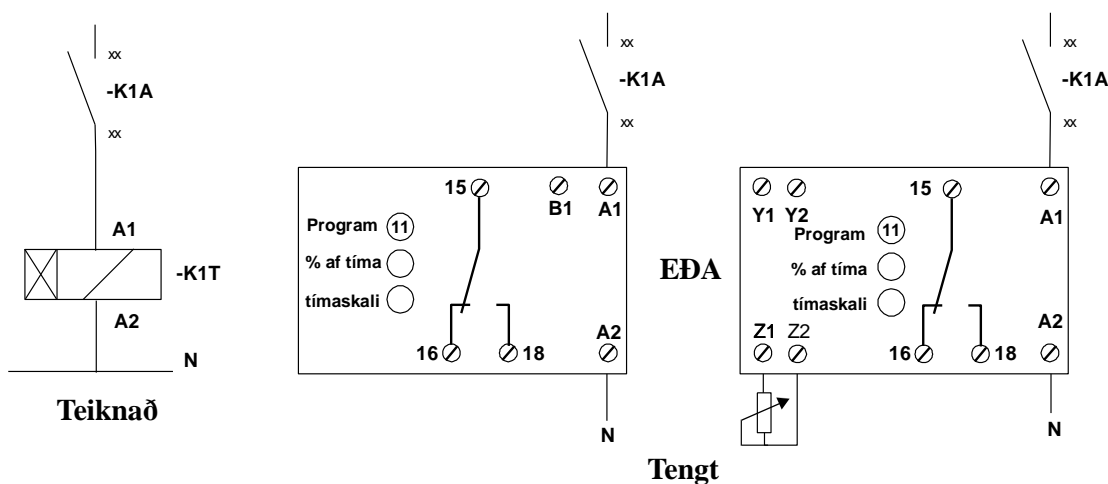 xx
-K1A
xx
A1
-K1T
A2
N
Teiknað
xx
-K1A
xx
15
B1
A1
Program 11
% af tíma
tímaskali
A2
16
18
N
EÐA
xx
-K1A
xx
Y1 Y2
15
A1
Program 11
% af tíma
tímaskali
Z1 Z2
A2
16
18
N
Tengt